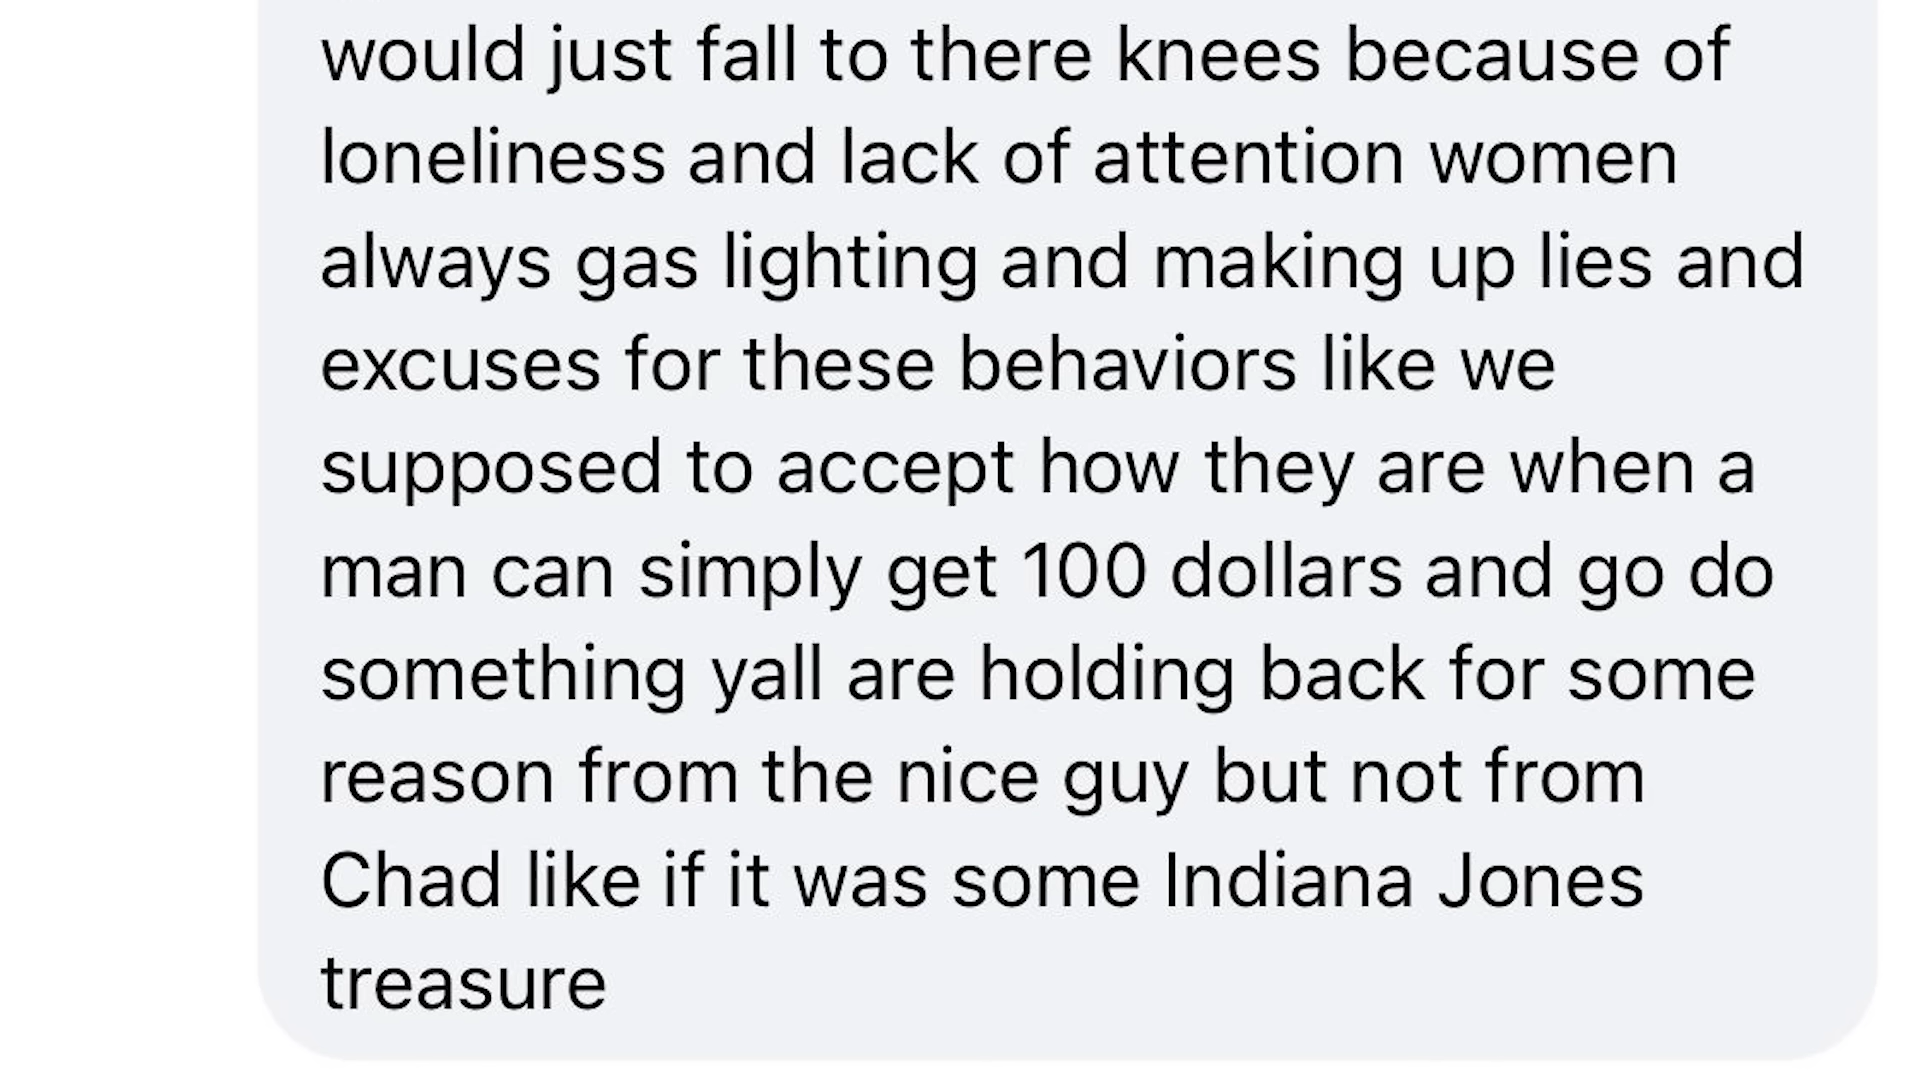 would just fall to there knees because of
loneliness and lack of attention women
always gas lighting and making up lies and
excuses for these behaviors like we
supposed to accept how they are when a
man can simply get 100 dollars and go do
something yall are holding back for some
reason from the nice guy but not from
Chad like if it was some Indiana Jones
treasure